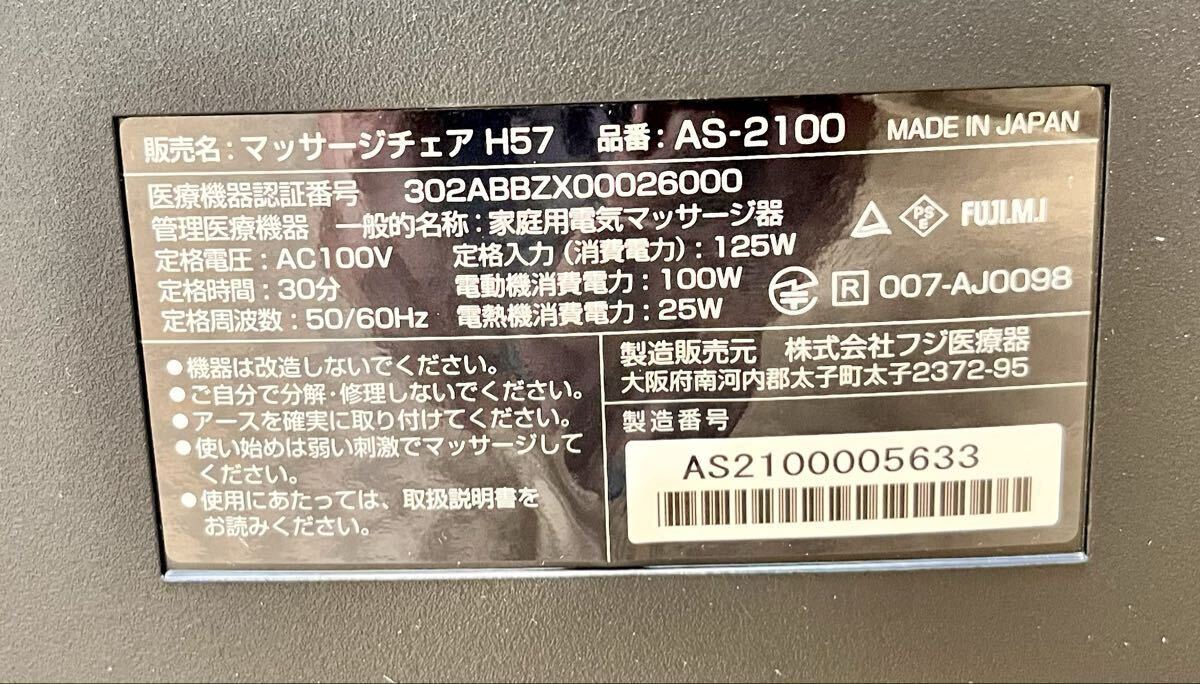 販売名：マッサージチェア H57 品番：AS-2100 MADE IN JAPAN
医療機器認証番号 302ABBZX00026000
管理医療機器 一般的名称：家庭用電気マッサージ器
定格電圧：AC100V 定格入力（消費電力）：125W
定格時間：30分 電動機消費電力：100W
定格周波数：50/60Hz 電熱機消費電力：25W
PS
E
FUJI.M.I
R 007-AJ0098
●機器は改造しないでください。
●ご自分で分解・修理しないでください。
●アースを確実に取り付けてください。
●使い始めは弱い刺激でマッサージして
ください。
●使用にあたっては、取扱説明書を
お読みください。
製造販売元 株式会社フジ医療器
大阪府南河内郡太子町太子2372-95
製造番号
AS2100005633